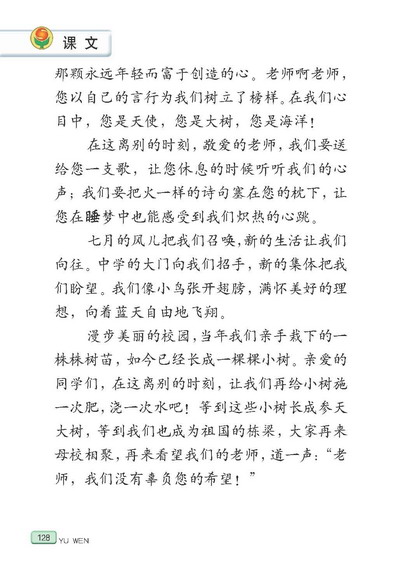 课文
那颗永远年轻而富于创造的心。老师啊老师，
您以自己的言行为我们树立了榜样。在我们心
目中，您是天使，您是大树，您是海洋！
在这离别的时刻，敬爱的老师，我们要送
给您一支歌，让您休息的时候听听我们的心
声；我们要把火一样的诗句塞在您的枕下，让
您在睡梦中也能感受到我们炽热的心跳。
七月的风儿把我们召唤，新的生活让我们
向往。中学的大门向我们招手，新的集体把我
们盼望。我们像小鸟张开翅膀，满怀美好的理
想，向着蓝天自由地飞翔。
漫步美丽的校园，当年我们亲手栽下的一
株株树苗，如今已经长成一棵棵小树。亲爱的
同学们，在这离别的时刻，让我们再给小树施
一次肥，浇一次水吧！等到这些小树长成参天
大树，等到我们也成为祖国的栋梁，大家再来
母校相聚，再来看望我们的老师，道一声：“老
师，我们没有辜负您的希望！”
128 YU WEN